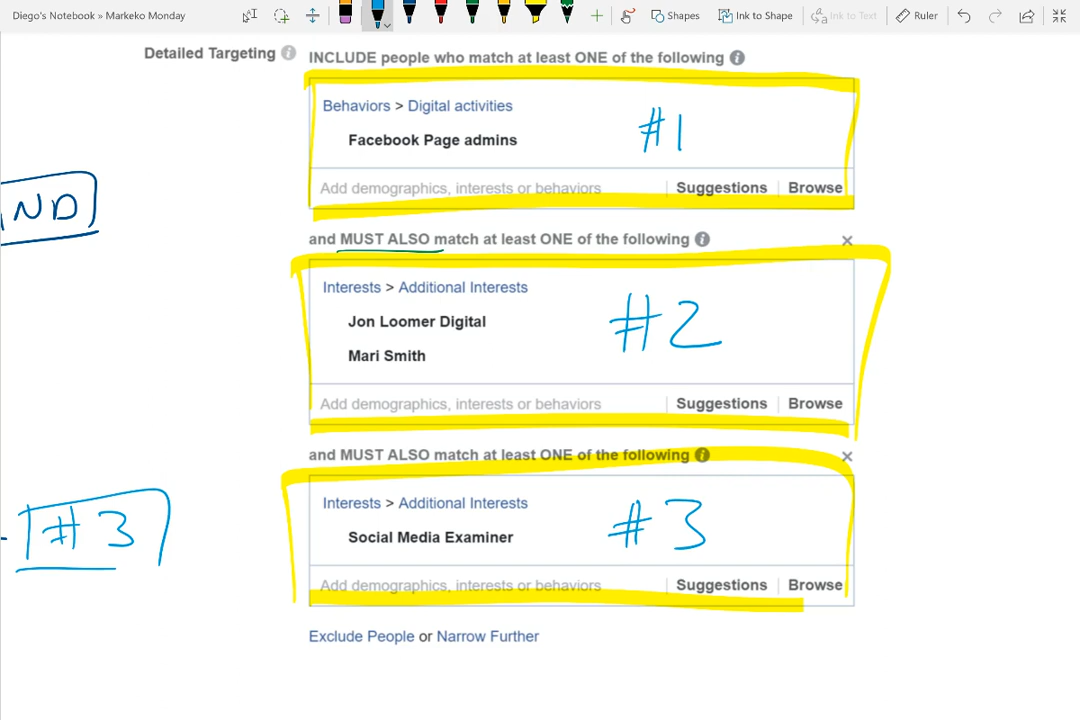 Diego's Notebook » Markeko Monday
Shapes
Ink to Shape
Ink to Text
Ruler
Detailed Targeting
INCLUDE people who match at least ONE of the following
Behaviors > Digital activities
Facebook Page admins
#1
Add demographics, interests or behaviors | Suggestions | Browse
ND
and MUST ALSO match at least ONE of the following
Interests > Additional Interests
Jon Loomer Digital
#2
Mari Smith
Add demographics, interests or behaviors | Suggestions | Browse
and MUST ALSO match at least ONE of the following
Interests > Additional Interests
#3
Social Media Examiner
#3
Add demographics, interests or behaviors | Suggestions | Browse
Exclude People or Narrow Further